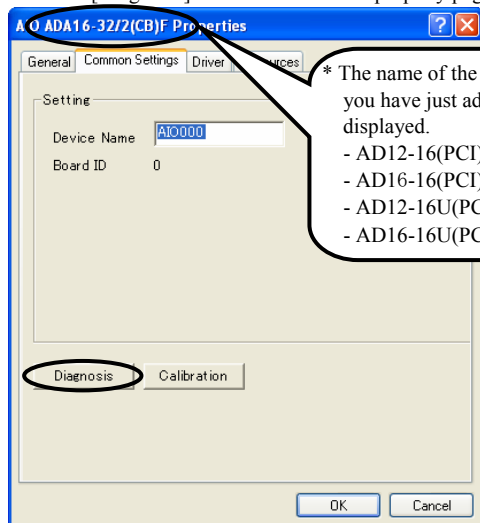 AIO ADA16-32/2(CB)F Properties
General Common Settings Driver
* The name of the
you have just
displayed.
- AD12-16(PCI)
- AD16-16(PCI)
- AD12-16U(PC
- AD16-16U(PC
Setting
Device Name AIO000
Board ID 0
Diagnosis Calibration
OK Cancel